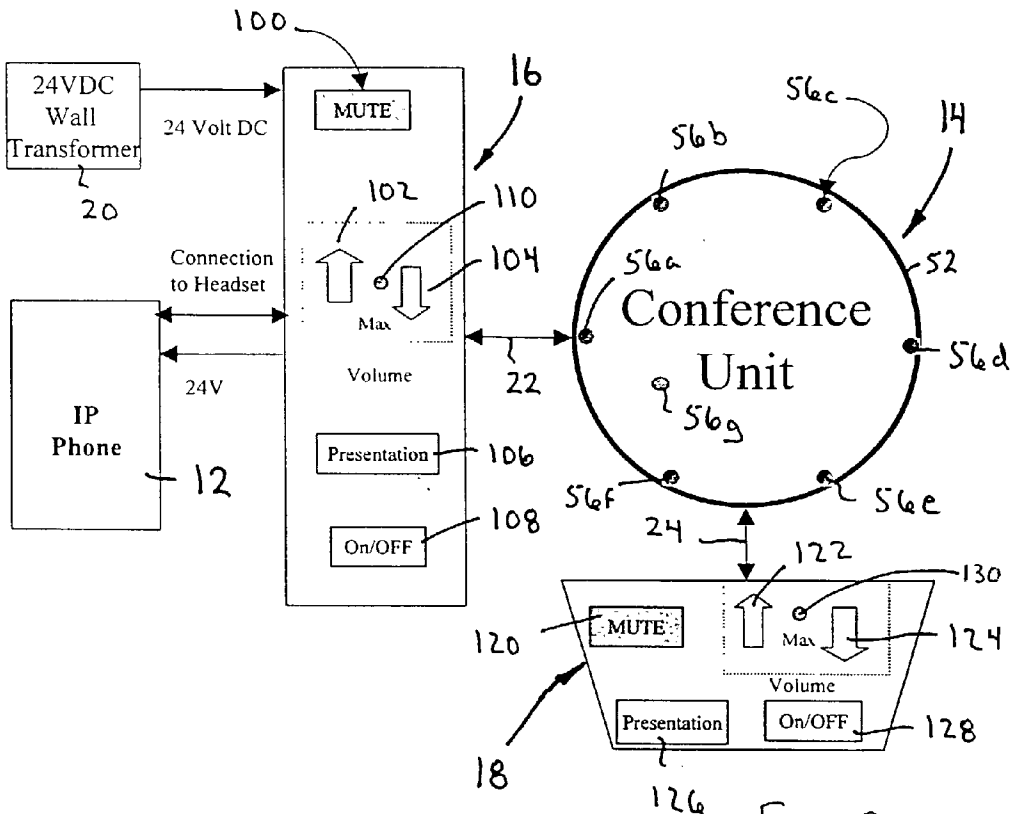 100
24VDC
Wall
Transformer
20
24 Volt DC
MUTE
16
56c
14
56b
102
110
104
Connection
to Headset
Max
Volume
24V
IP
Phone
12
22
56a
52
Conference
Unit
56d
56g
Presentation
106
On/OFF
108
56f
56e
24
122
130
120
MUTE
Max
124
Volume
Presentation
On/OFF
128
18
126